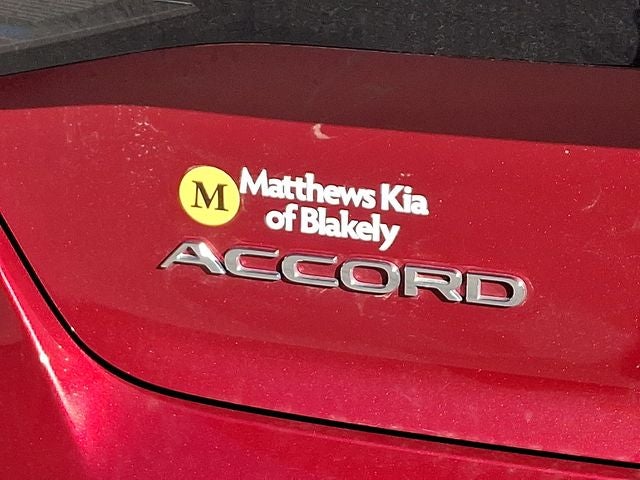 M
Matthews Kia
of Blakely
ACCORD